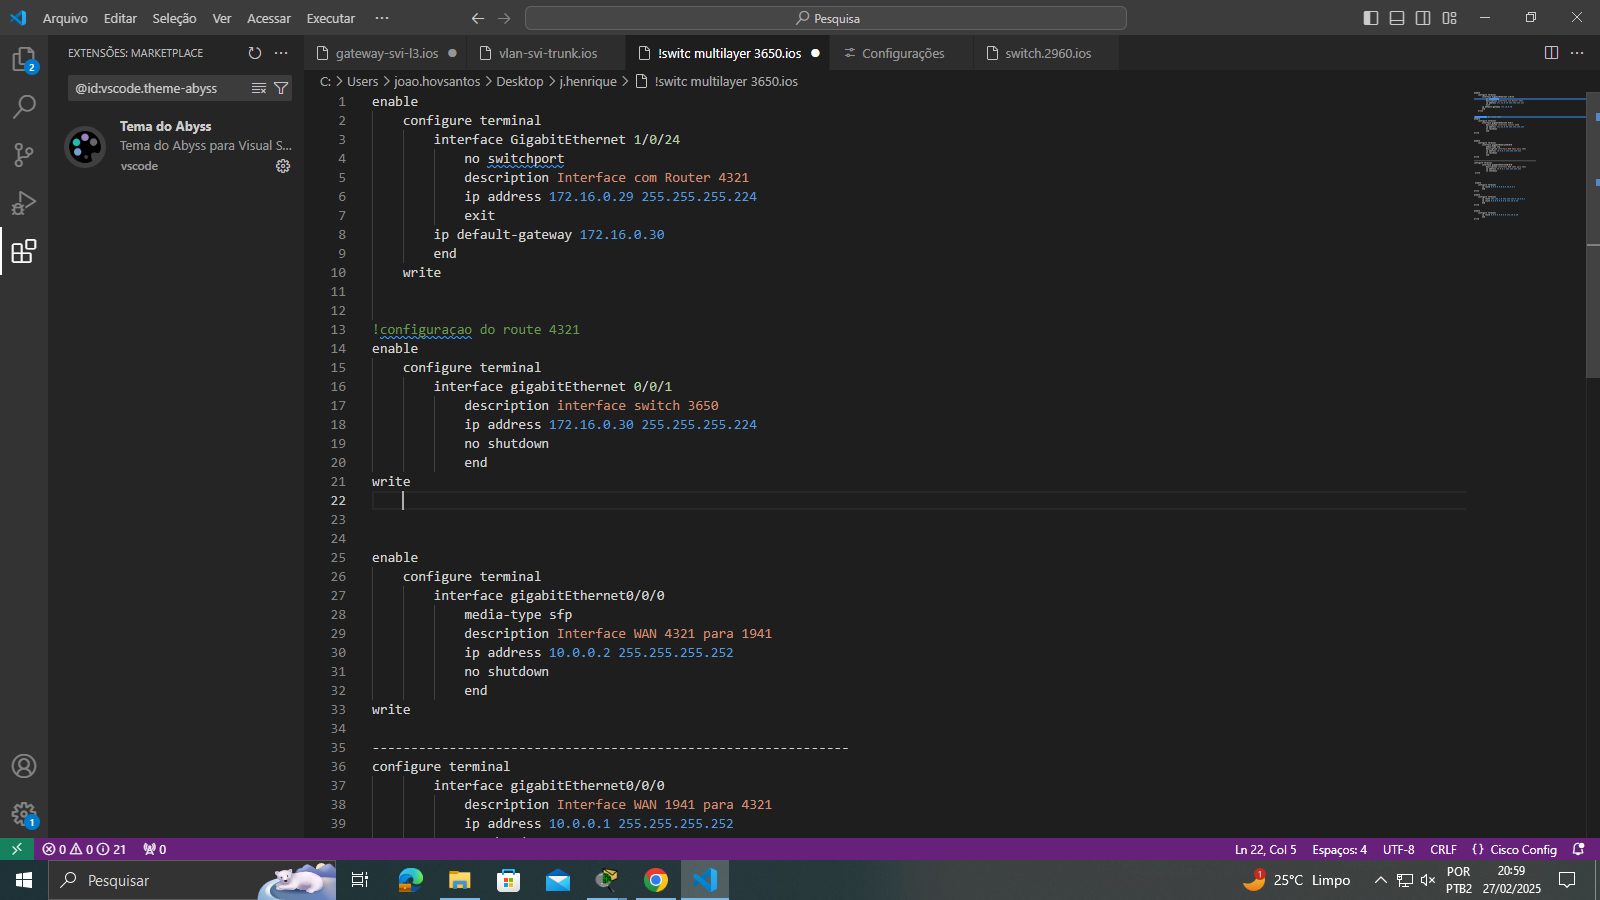 Arquivo Editar Seleção Ver Acessar Executar ··· Pesquisa
EXTENSÕES: MARKETPLACE
@id:vscode.theme-abyss
Tema do Abyss
Tema do Abyss para Visual S...
vscode
2
1
gateway-svi-l3.ios vlan-svi-trunk.ios !switc multilayer 3650.ios Configurações switch.2960.ios
C: > Users > joao.hovsantos > Desktop > j.henrique > !switc multilayer 3650.ios
1 enable
2 configure terminal
3 interface GigabitEthernet 1/0/24
4 no switchport
5 description Interface com Router 4321
6 ip address 172.16.0.29 255.255.255.224
7 exit
8 ip default-gateway 172.16.0.30
9 end
10 write
11
12
13 !configuraçao do route 4321
14 enable
15 configure terminal
16 interface gigabitEthernet 0/0/1
17 description interface switch 3650
18 ip address 172.16.0.30 255.255.255.224
19 no shutdown
20 end
21 write
22
23
24
25 enable
26 configure terminal
27 interface gigabitEthernet0/0/0
28 media-type sfp
29 description Interface WAN 4321 para 1941
30 ip address 10.0.0.2 255.255.255.252
31 no shutdown
32 end
33 write
34
35 --------------------------------------------------------------
36 configure terminal
37 interface gigabitEthernet0/0/0
38 description Interface WAN 1941 para 4321
39 ip address 10.0.0.1 255.255.255.252
0 0 21 0 Ln 22, Col 5 Espaços: 4 UTF-8 CRLF {} Cisco Config
Pesquisar 1 25°C Limpo POR PTB2 20:59 27/02/2025